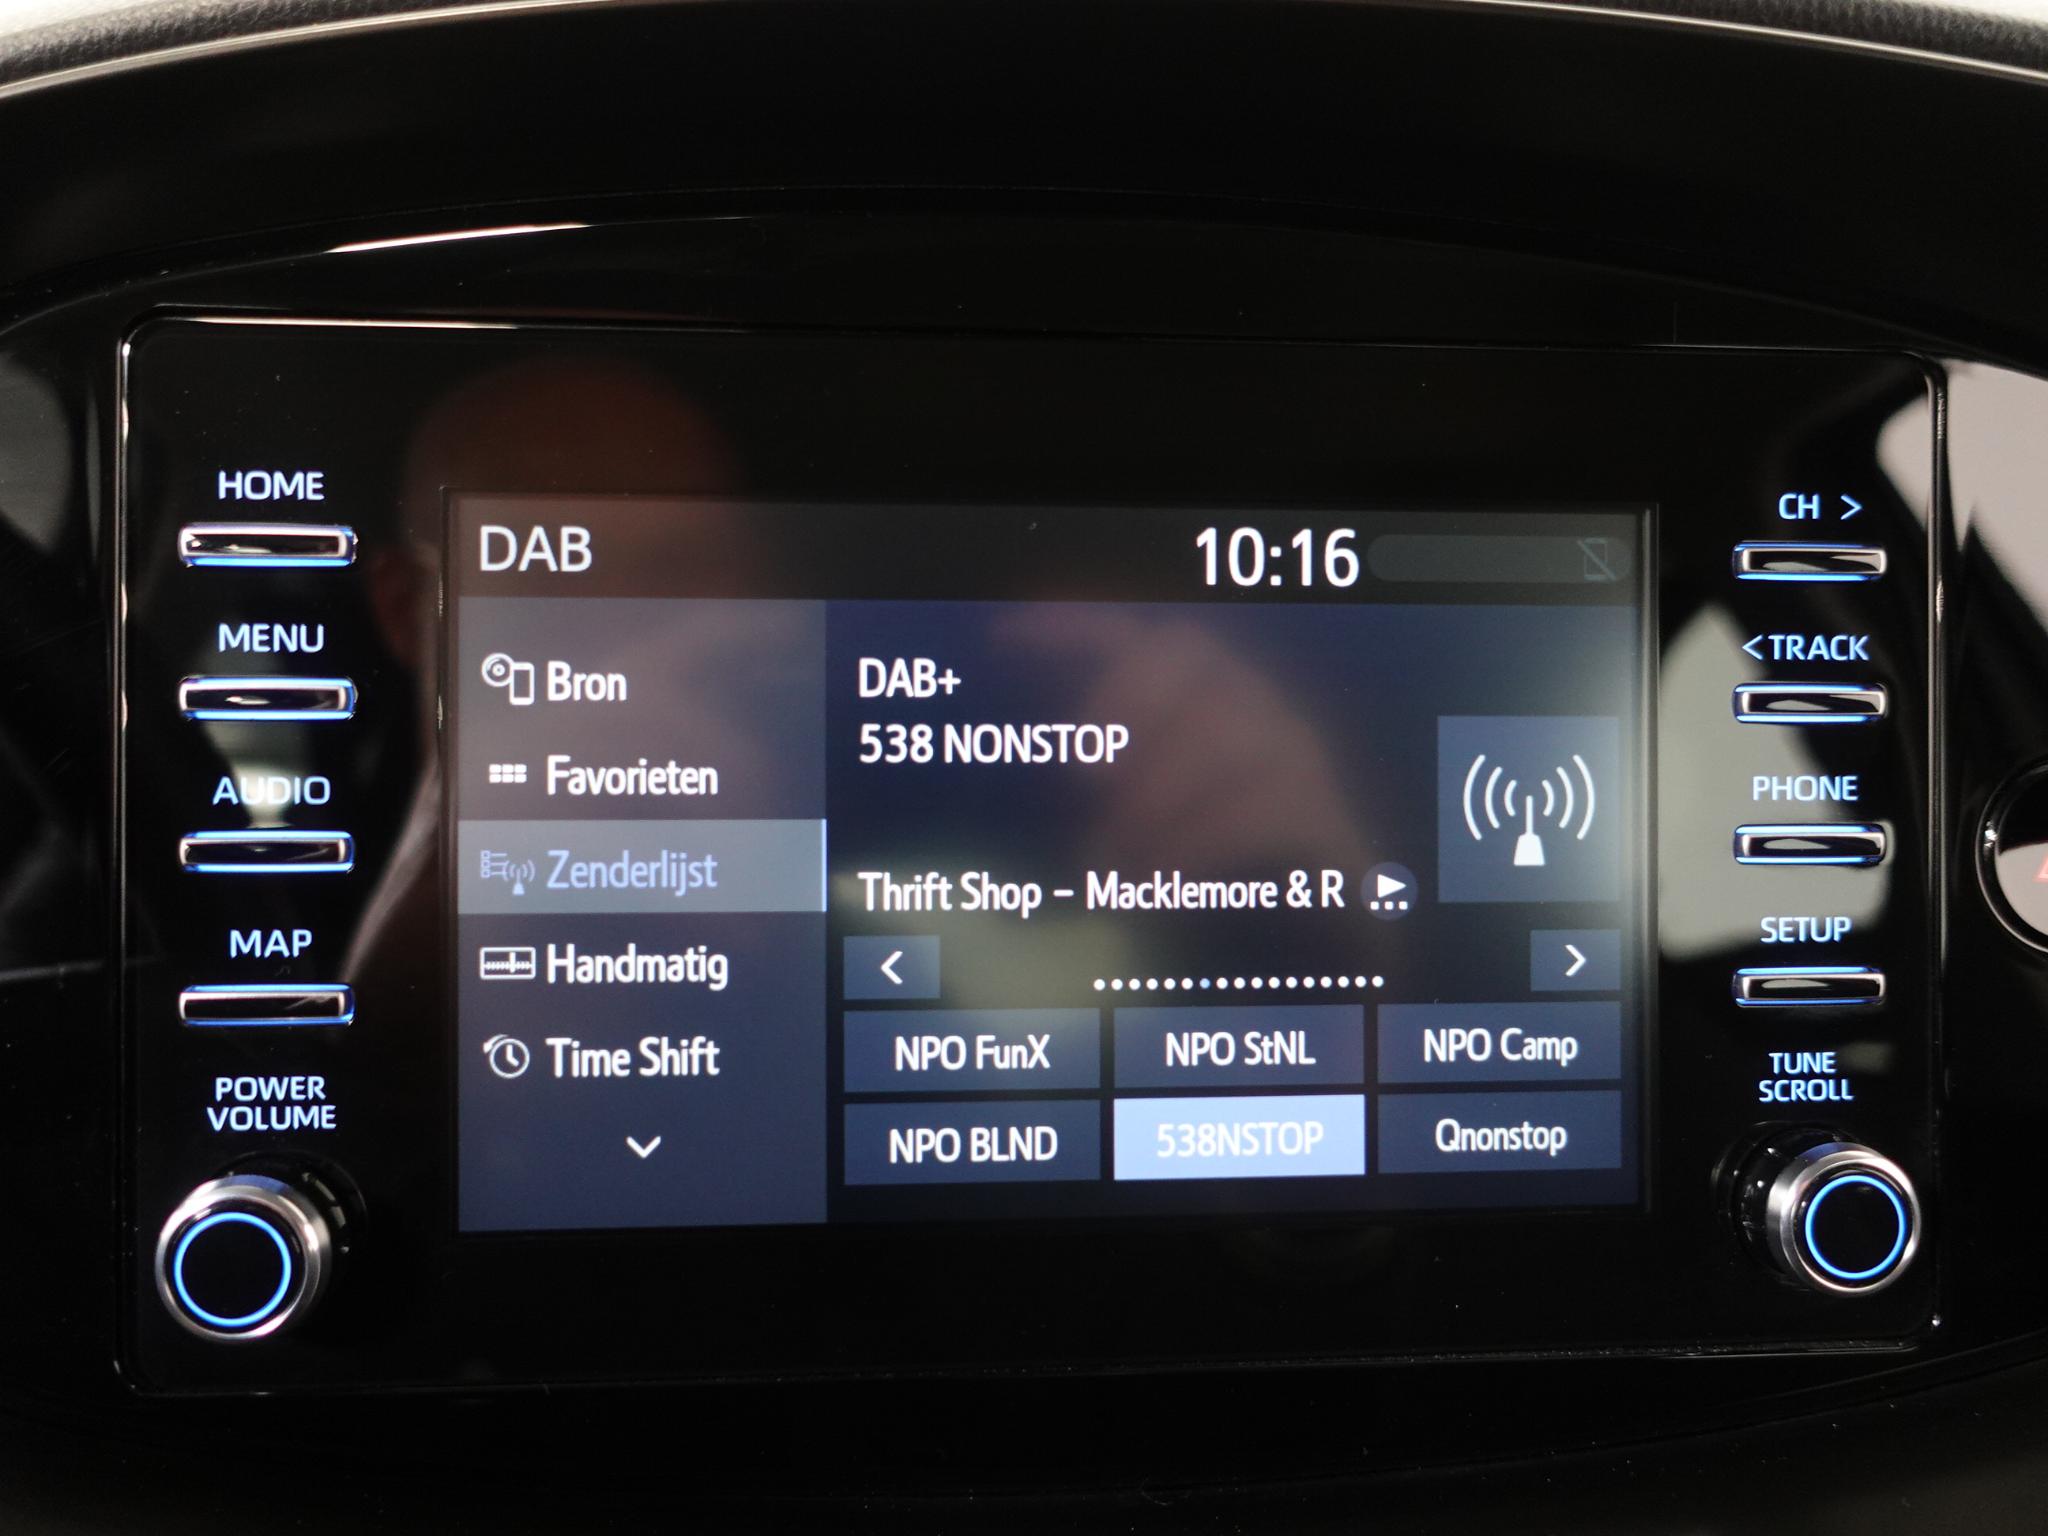 HOME
MENU
AUDIO
MAP
POWER
VOLUME
DAB
10:16
Bron
Favorieten
Zenderlijst
Handmatig
Time Shift
DAB+
538 NONSTOP
Thrift Shop – Macklemore & R
NPO FunX
NPO StNL
NPO Camp
NPO BLND
538NSTOP
Qnonstop
CH >
< TRACK
PHONE
SETUP
TUNE
SCROLL